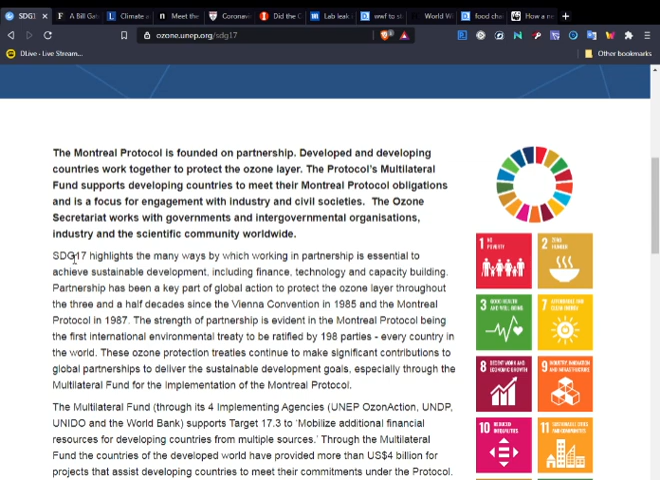 SDG1
A Bill Gat
Climate w
Meet the
Coronavi
Did the C
Lab leak
wwf to st
World Wi
food cha
How a ne
ozone.unep.org/sdg17
DLive - Live Stream...
Other bookmarks
The Montreal Protocol is founded on partnership. Developed and developing
countries work together to protect the ozone layer. The Protocol's Multilateral
Fund supports developing countries to meet their Montreal Protocol obligations
and is a focus for engagement with industry and civil societies. The Ozone
Secretariat works with governments and intergovernmental organisations,
industry and the scientific community worldwide.
SDG17 highlights the many ways by which working in partnership is essential to
achieve sustainable development, including finance, technology and capacity building.
Partnership has been a key part of global action to protect the ozone layer throughout
the three and a half decades since the Vienna Convention in 1985 and the Montreal
Protocol in 1987. The strength of partnership is evident in the Montreal Protocol being
the first international environmental treaty to be ratified by 198 parties - every country in
the world. These ozone protection treaties continue to make significant contributions to
global partnerships to deliver the sustainable development goals, especially through the
Multilateral Fund for the Implementation of the Montreal Protocol.
The Multilateral Fund (through its 4 Implementing Agencies (UNEP OzonAction, UNDP,
UNIDO and the World Bank) supports Target 17.3 to 'Mobilize additional financial
resources for developing countries from multiple sources.' Through the Multilateral
Fund the countries of the developed world have provided more than US$4 billion for
projects that assist developing countries to meet their commitments under the Protocol.
1 NO
POVERTY
2 ZERO
HUNGER
3 GOOD HEALTH
AND WELL-BEING
7 AFFORDABLE AND
CLEAN ENERGY
8 DECENT WORK AND
ECONOMIC GROWTH
9 INDUSTRY, INNOVATION
AND INFRASTRUCTURE
10 REDUCED
INEQUALITIES
11 SUSTAINABLE CITIES
AND COMMUNITIES